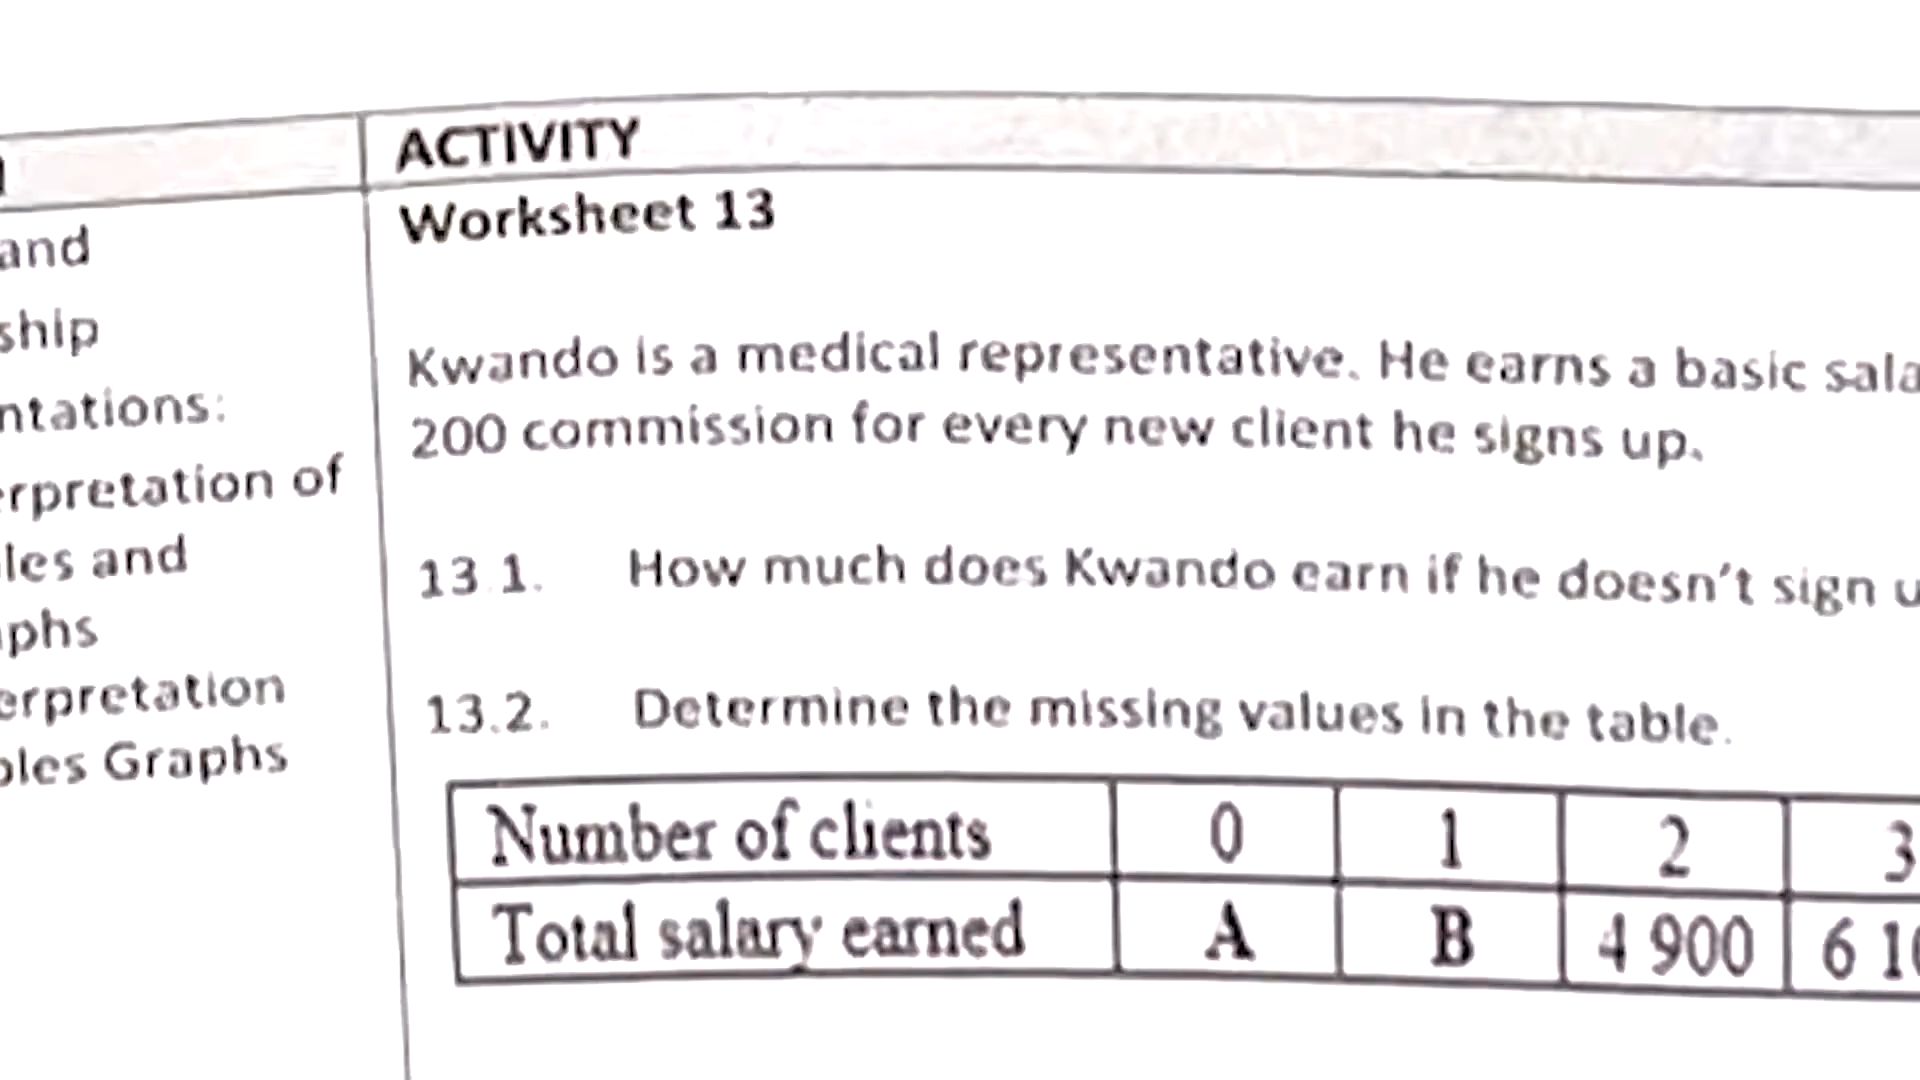 ACTIVITY
Worksheet 13
and
ship
ntations:
erpretation of
les and
phs
erpretation
bles Graphs
Kwando is a medical representative. He earns a basic sala
200 commission for every new client he signs up.
13.1. How much does Kwando earn if he doesn't sign u
13.2. Determine the missing values in the table.
Number of clients 0 1 2 3
Total salary earned A B 4 900 6 10